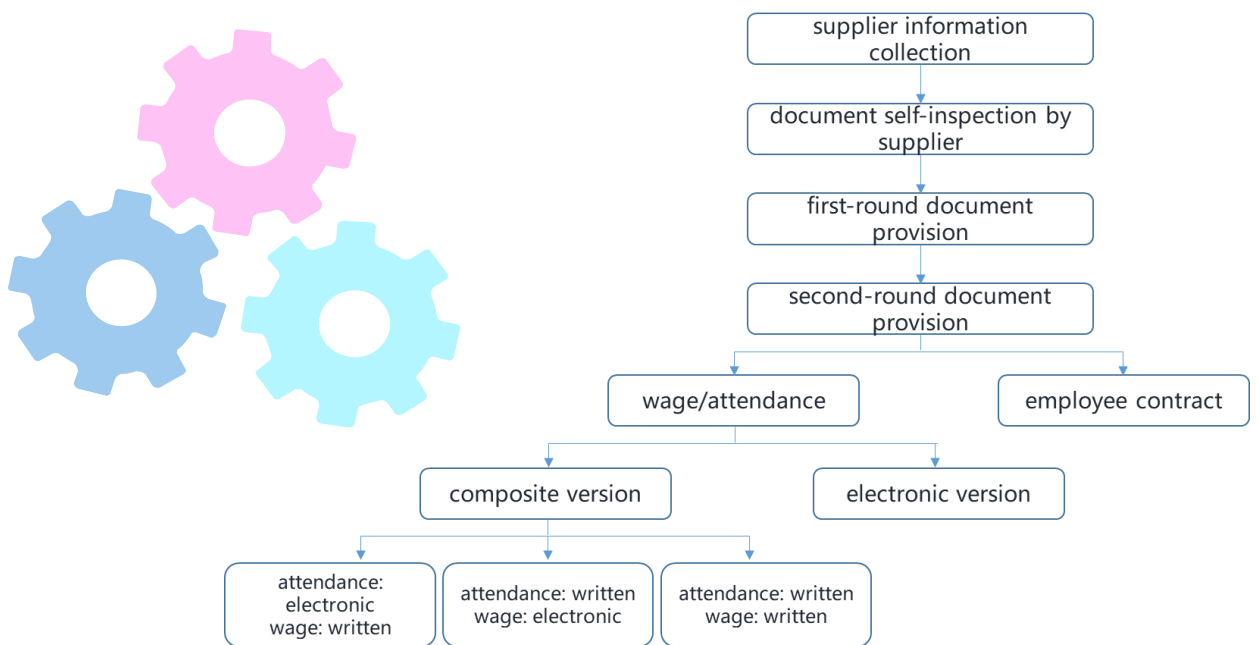 supplier information
collection
document self-inspection by
supplier
first-round document
provision
second-round document
provision
wage/attendance
employee contract
composite version
electronic version
attendance:
electronic
wage: written
attendance: written
wage: electronic
attendance: written
wage: written